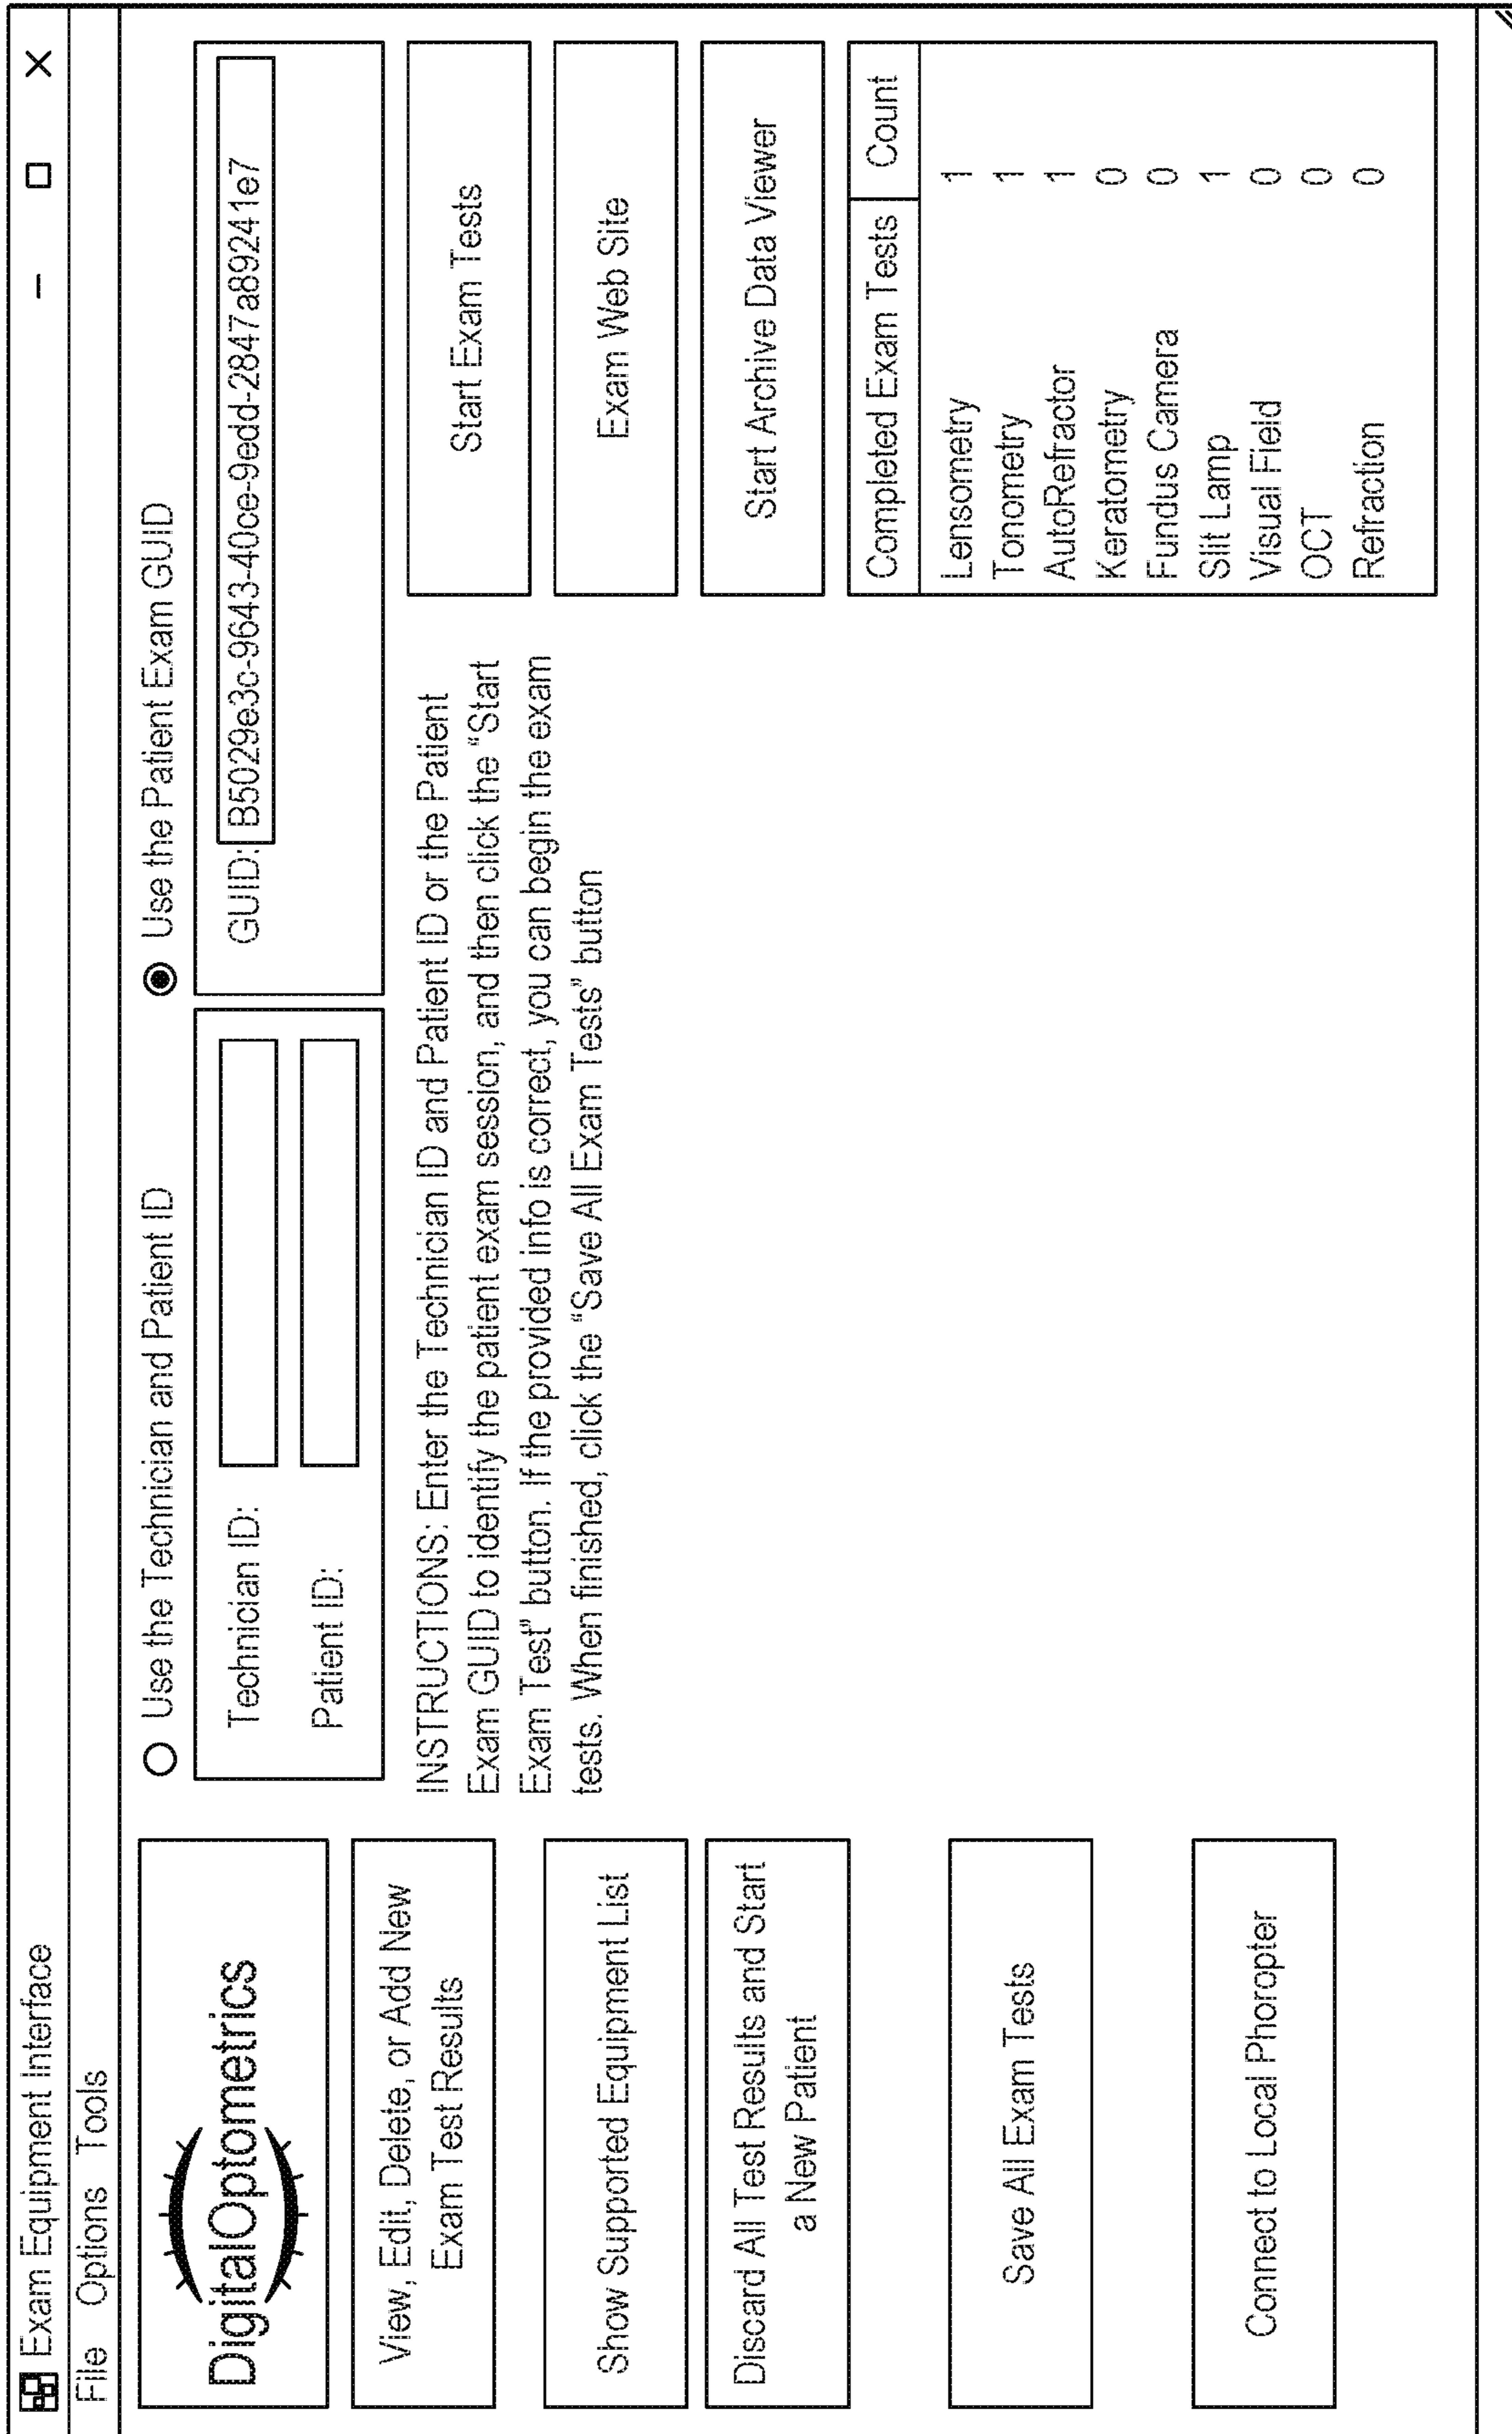 Exam Equipment Interface
File Options Tools
DigitalOptometrics
View, Edit, Delete, or Add New
Exam Test Results
Show Supported Equipment List
Discard All Test Results and Start
a New Patient
Save All Exam Tests
Connect to Local Phoropter
Use the Technician and Patient ID
Technician ID:
Patient ID:
Use the Patient Exam GUID
GUID: B5029e3c-9643-40ce-9edd-2847a89241e7
INSTRUCTIONS: Enter the Technician ID and Patient ID or the Patient
Exam GUID to identify the patient exam session, and then click the “Start
Exam Test” button. If the provided info is correct, you can begin the exam
tests. When finished, click the “Save All Exam Tests” button
Start Exam Tests
Exam Web Site
Start Archive Data Viewer
Completed Exam Tests Count
Lensometry 1
Tonometry 1
AutoRefractor 1
Keratometry 0
Fundus Camera 0
Slit Lamp 1
Visual Field 0
OCT 0
Refraction 0